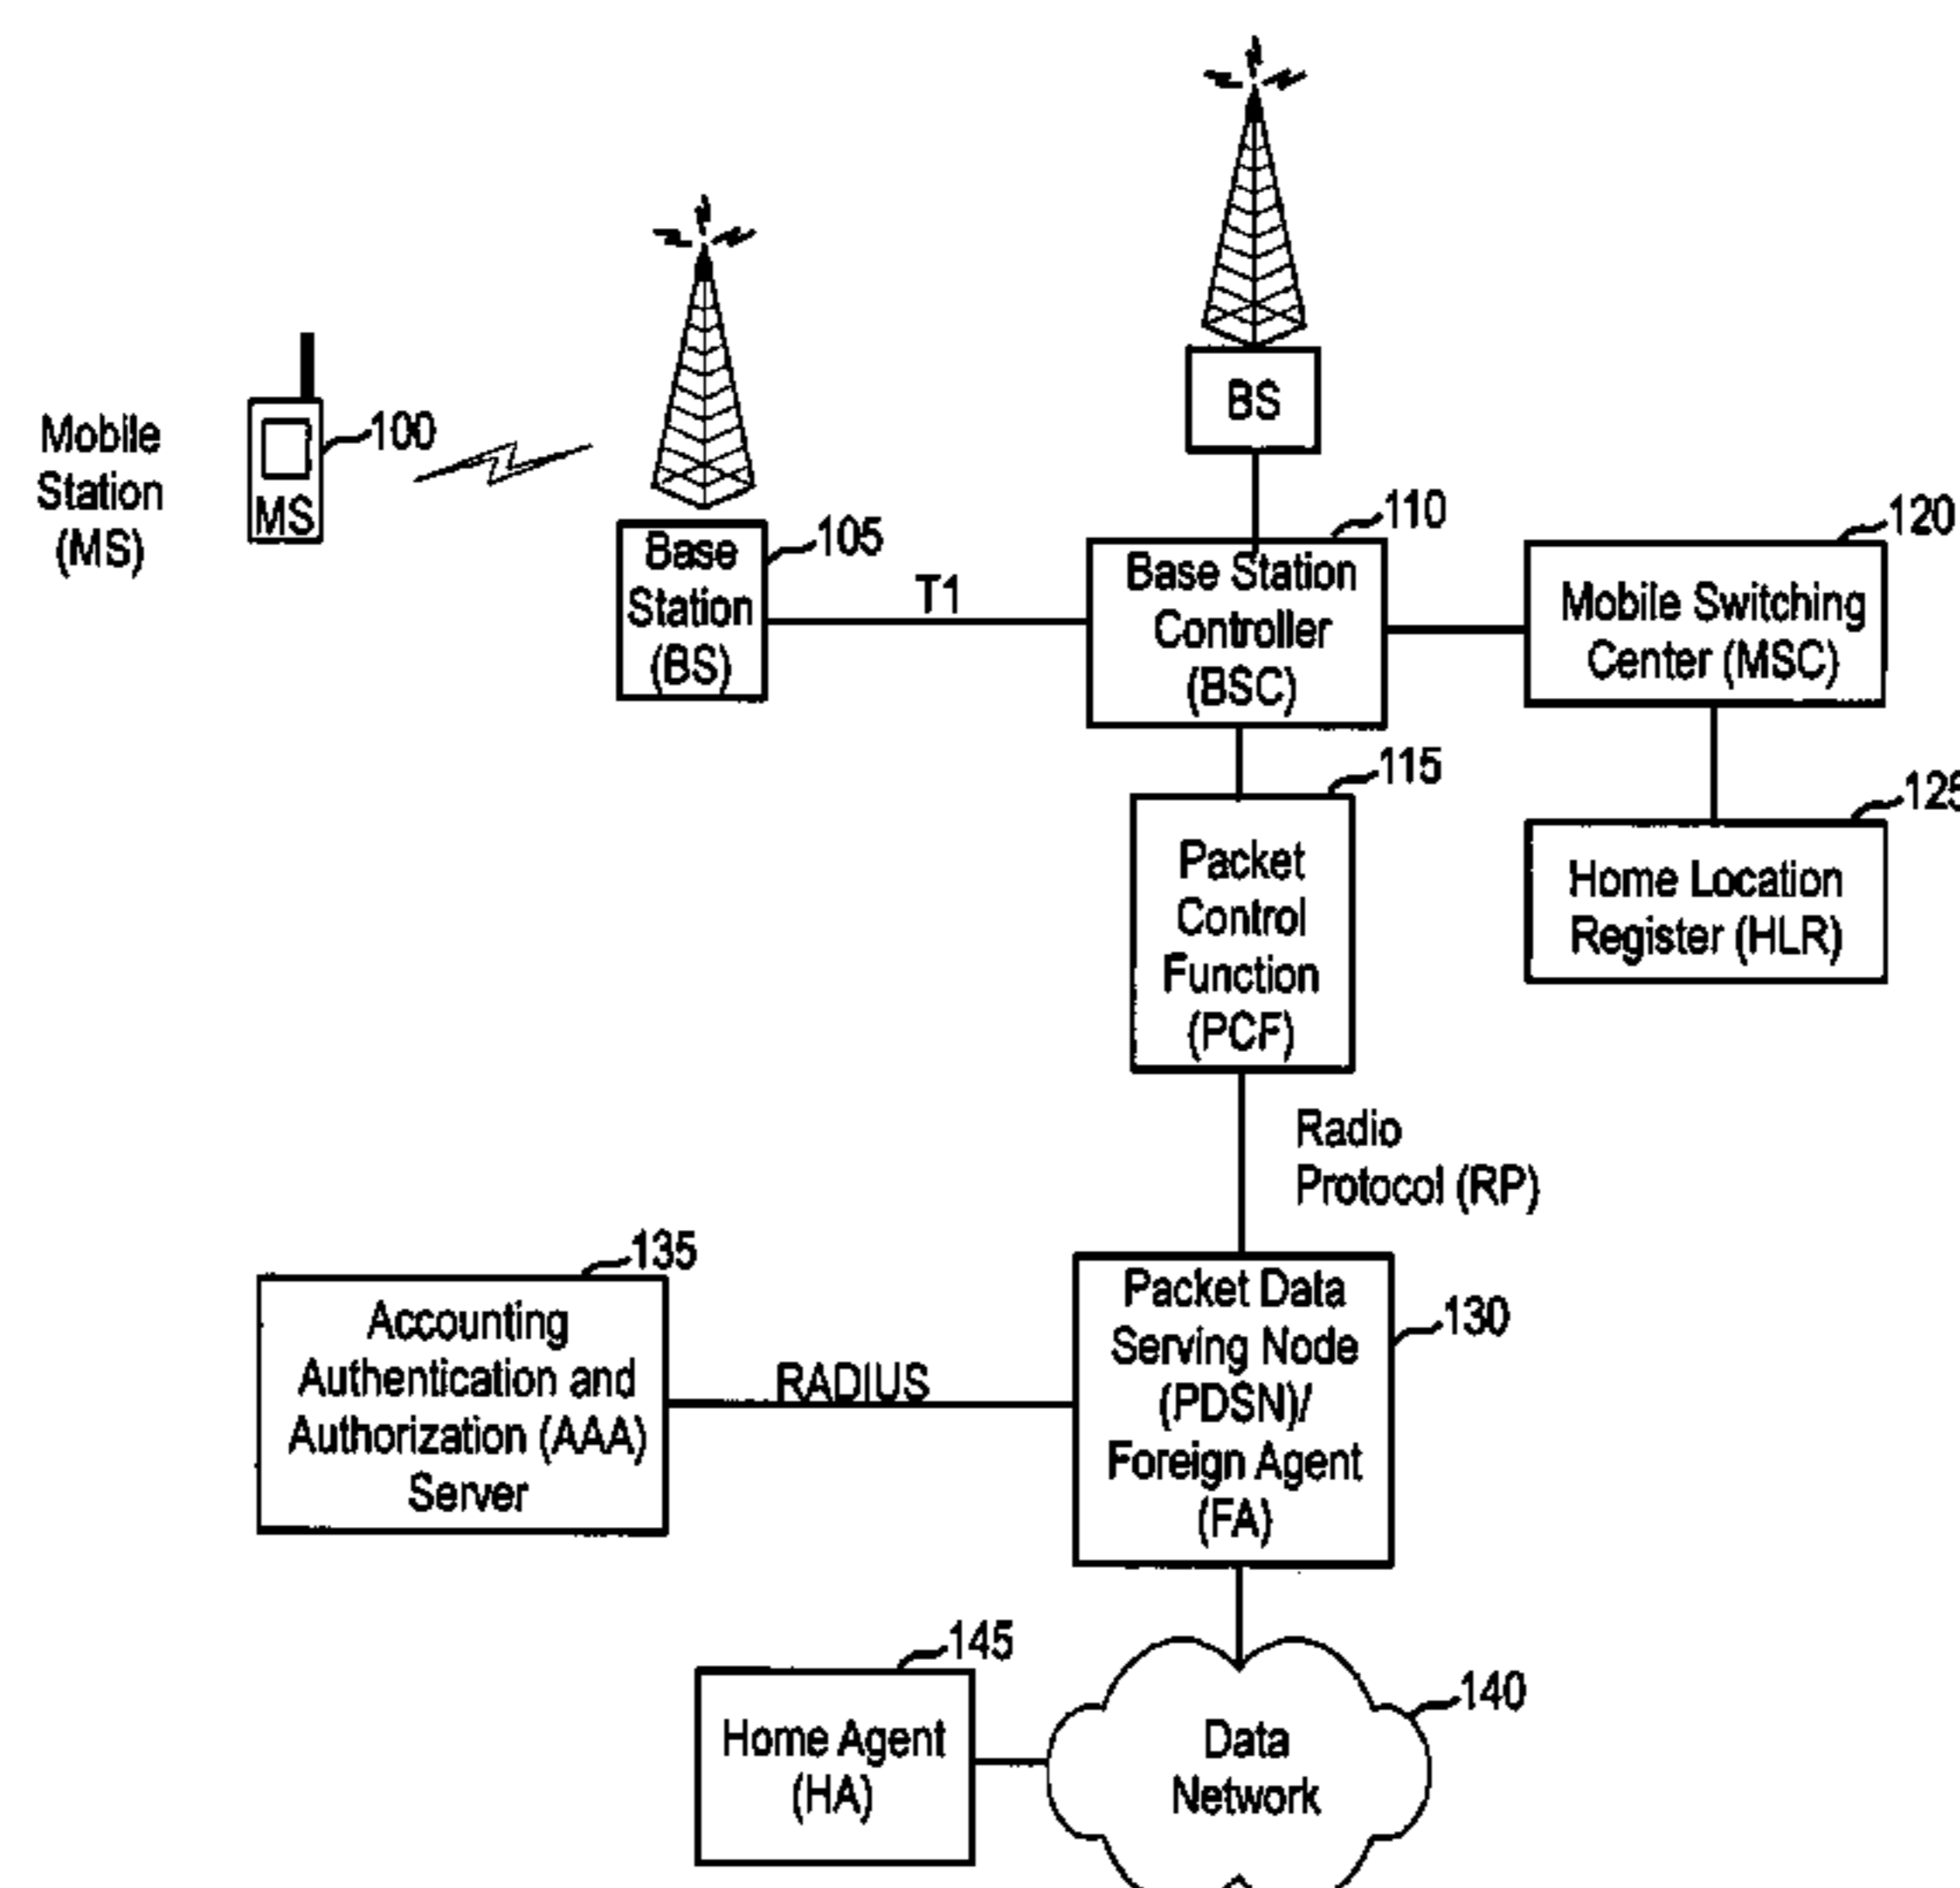 BS
Mobile
Station
(MS)
100
MS
Base
Station
(BS)
105
T1
110
Base Station
Controller
(BSC)
120
Mobile Switching
Center (MSC)
115
Packet
Control
Function
(PCF)
125
Home Location
Register (HLR)
Radio
Protocol (RP)
135
Accounting
Authentication and
Authorization (AAA)
Server
RADIUS
Packet Data
Serving Node
(PDSN)/
Foreign Agent
(FA)
130
145
Home Agent
(HA)
140
Data
Network